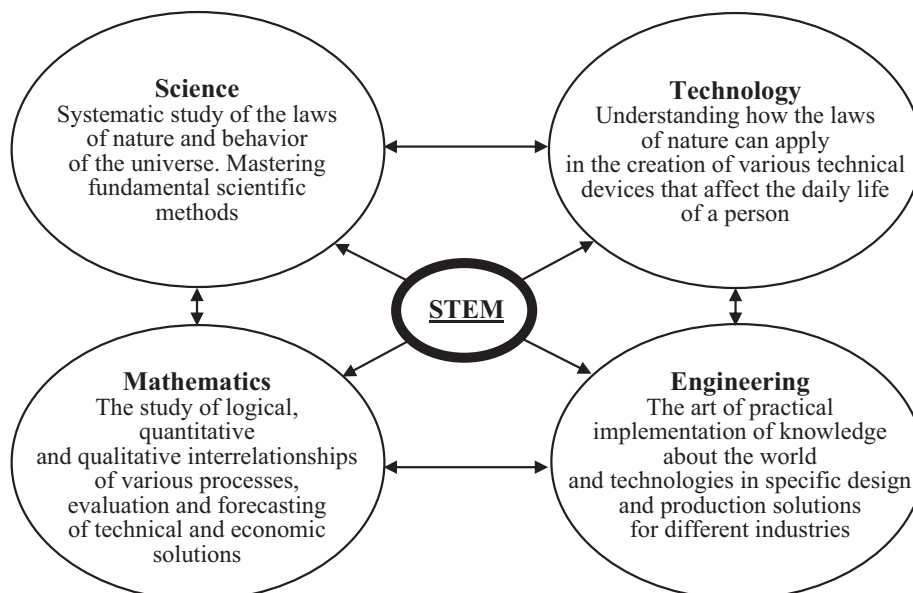 Science
Systematic study of the laws
of nature and behavior
of the universe. Mastering
fundamental scientific
methods
Technology
Understanding how the laws
of nature can apply
in the creation of various technical
devices that affect the daily life
of a person
STEM
Mathematics
The study of logical,
quantitative
and qualitative interrelationships
of various processes,
evaluation and forecasting
of technical and economic
solutions
Engineering
The art of practical
implementation of knowledge
about the world
and technologies in specific design
and production solutions
for different industries